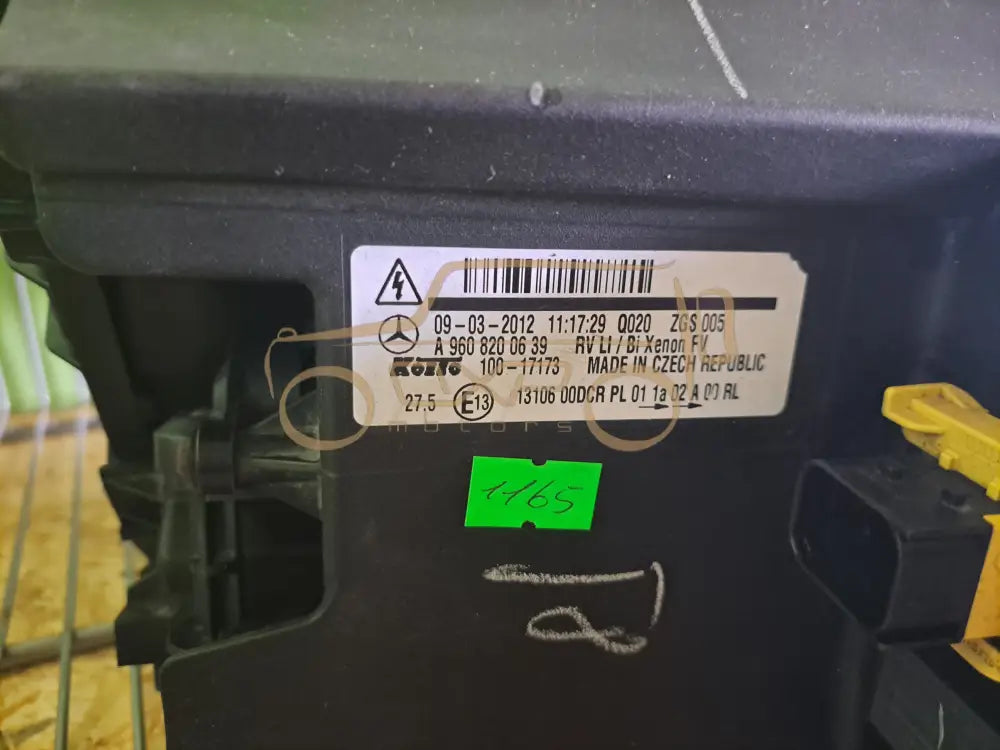 09-03-2012 11:17:29 Q020 ZGS 005
A 960 820 06 39 RV LI / Bi Xenon FV
100-17173 MADE IN CZECH REPUBLIC
27.5 E13 13106 00DCR PL 01 1a 02 A 00 RL
motors
1165